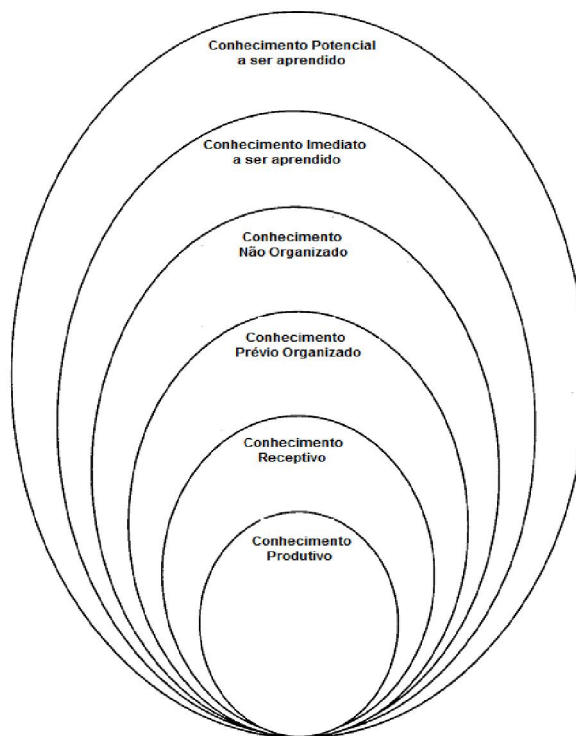 Conhecimento Potencial
a ser aprendido
Conhecimento Imediato
a ser aprendido
Conhecimento
Não Organizado
Conhecimento
Prévio Organizado
Conhecimento
Receptivo
Conhecimento
Produtivo